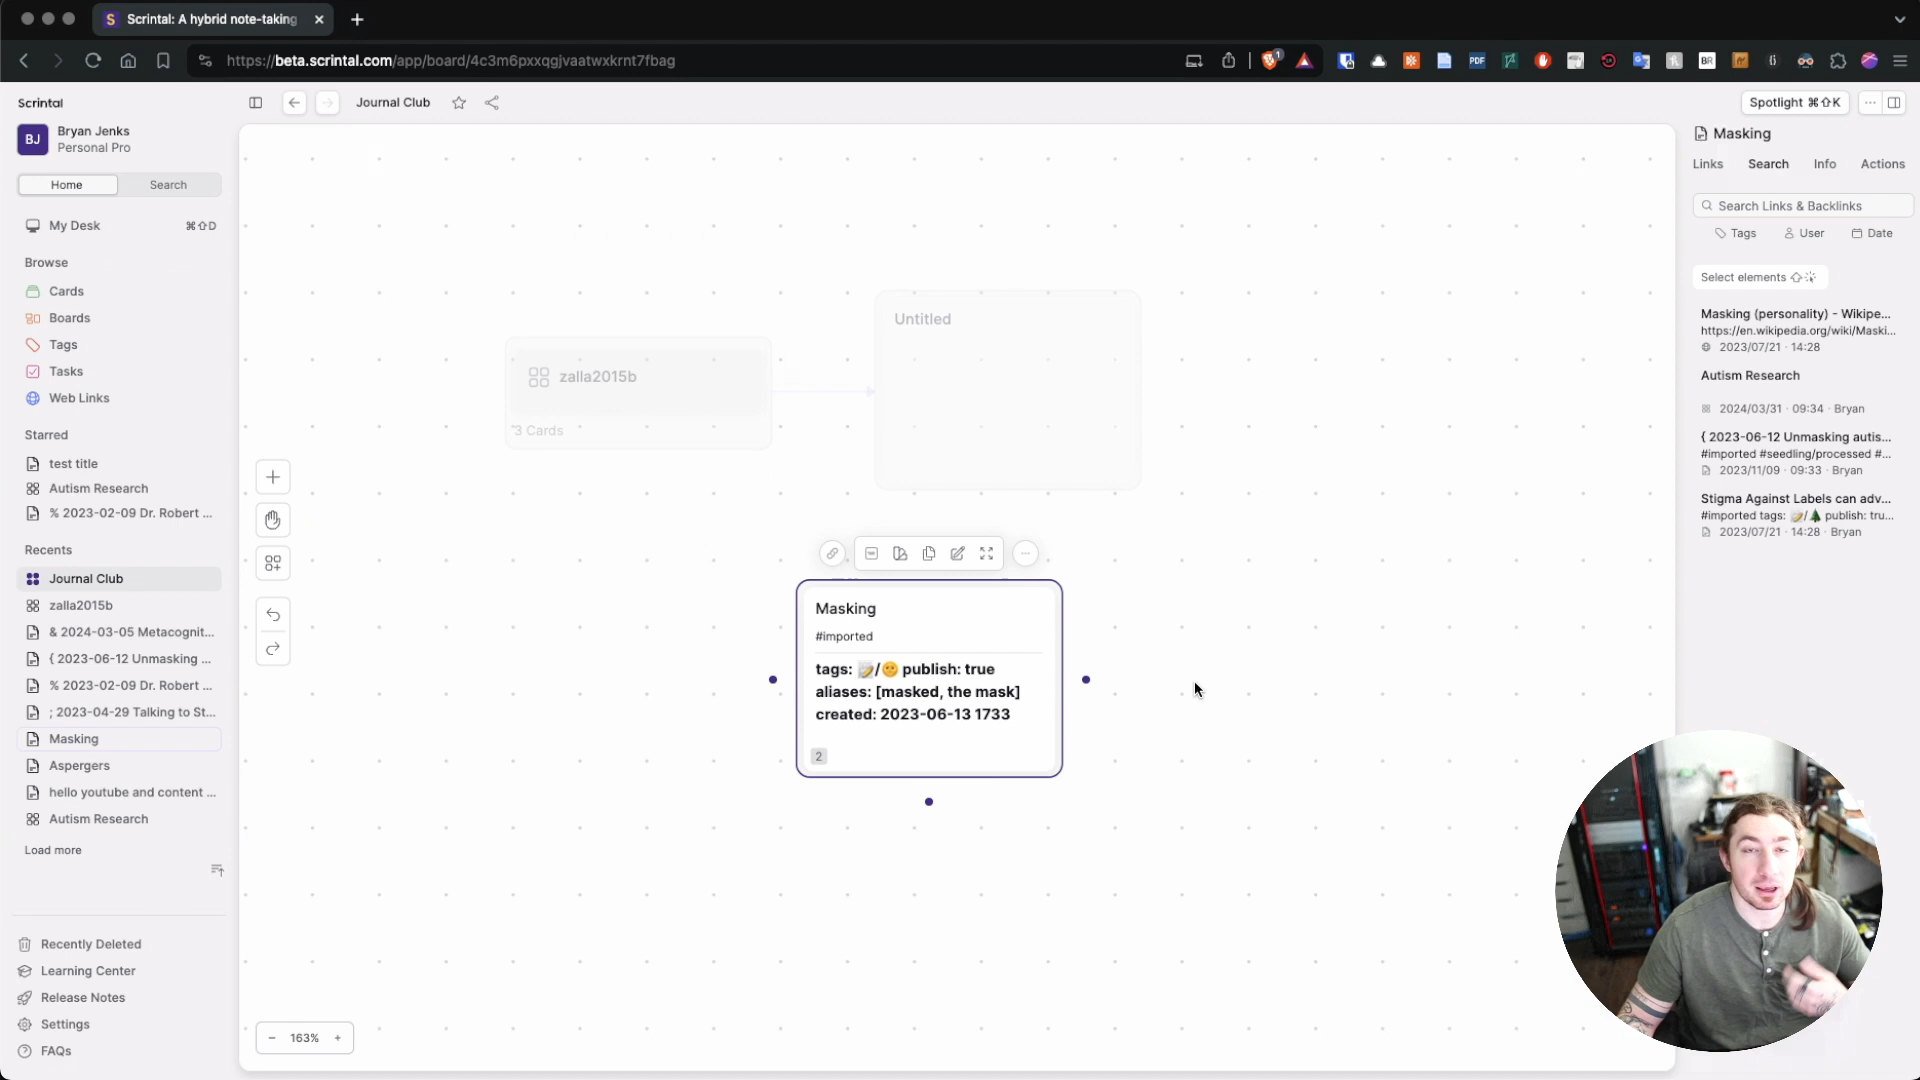 Scrintal: A hybrid note-taking
https://beta.scrintal.com/app/board/4c3m6pxxqgjvaatwxkrnt7fbag
1
PDF
BR
Scrintal
Journal Club
Spotlight ⌘⇧K
BJ
Bryan Jenks
Personal Pro
Home
Search
My Desk
⌘⇧D
Browse
Cards
Boards
Tags
Tasks
Web Links
Starred
test title
Autism Research
% 2023-02-09 Dr. Robert ...
Recents
Journal Club
zalla2015b
& 2024-03-05 Metacognit...
{ 2023-06-12 Unmasking ...
% 2023-02-09 Dr. Robert ...
; 2023-04-29 Talking to St...
Masking
Aspergers
hello youtube and content ...
Autism Research
Load more
Recently Deleted
Learning Center
Release Notes
Settings
FAQs
Untitled
zalla2015b
3 Cards
Masking
#imported
tags: 📝/🌞 publish: true
aliases: [masked, the mask]
created: 2023-06-13 1733
2
163%
Masking
Links
Search
Info
Actions
Search Links & Backlinks
Tags
User
Date
Select elements
Masking (personality) - Wikipe...
https://en.wikipedia.org/wiki/Maski...
2023/07/21 · 14:28
Autism Research
2024/03/31 · 09:34 · Bryan
{ 2023-06-12 Unmasking autis...
#imported #seedling/processed #...
2023/11/09 · 09:33 · Bryan
Stigma Against Labels can adv...
#imported tags: 📝/🌲 publish: tru...
2023/07/21 · 14:28 · Bryan